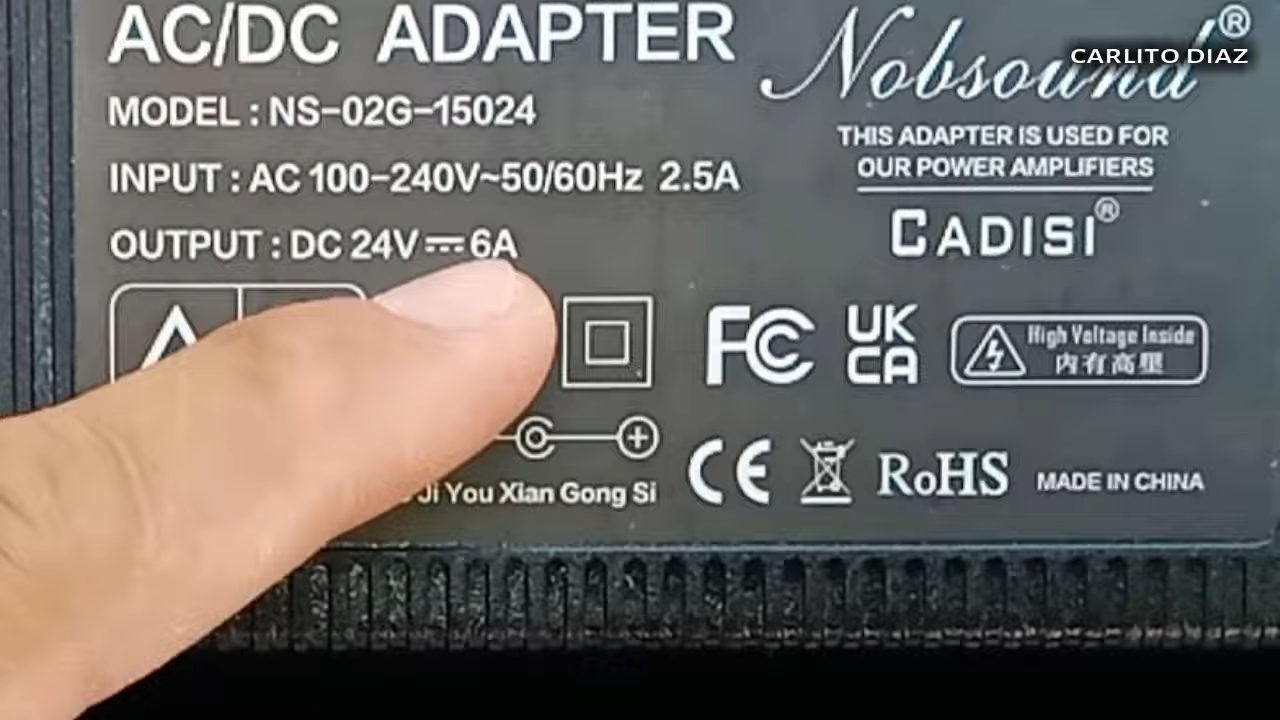 AC/DC ADAPTER
MODEL : NS-02G-15024
INPUT : AC 100-240V~50/60Hz 2.5A
OUTPUT : DC 24V⎓6A
Nobsound®
CARLITO DIAZ
THIS ADAPTER IS USED FOR
OUR POWER AMPLIFIERS
CADISI®
FC
UK
CA
High Voltage Inside
內有高壓
Ji You Xian Gong Si
CE
RoHS
MADE IN CHINA